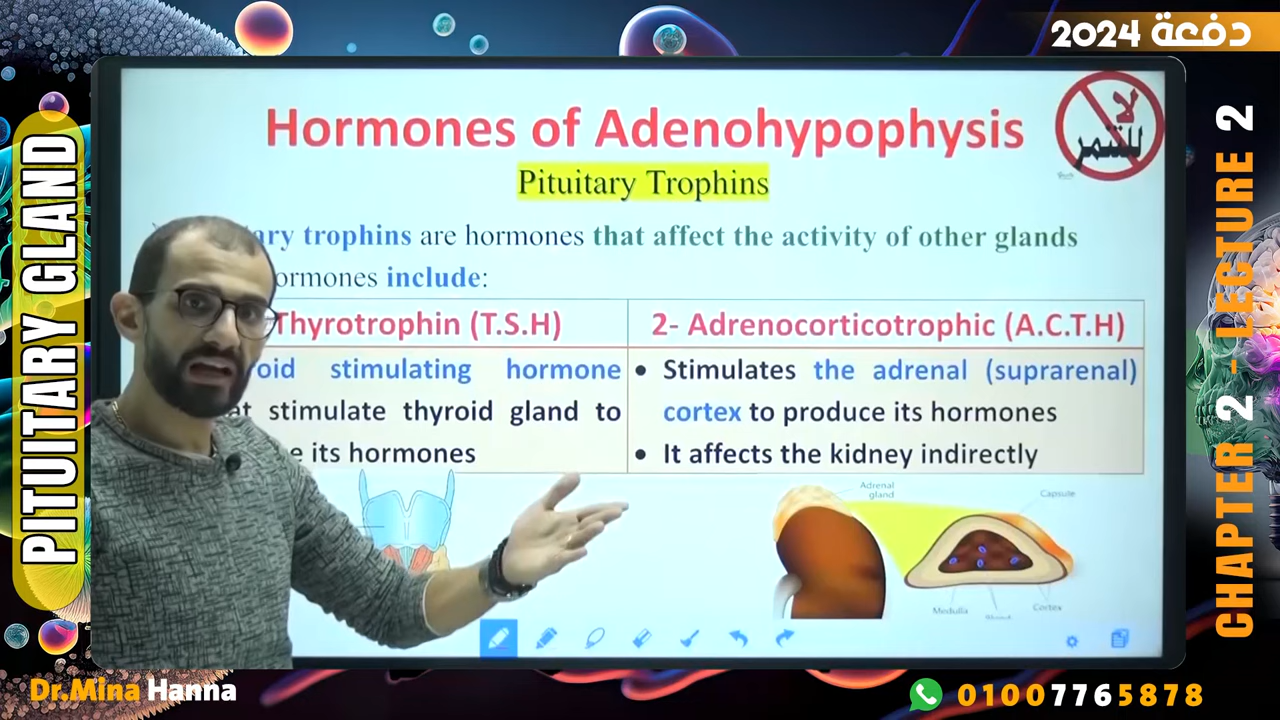 دفعة 2024
PITUITARY GLAND
CHAPTER 2 - LECTURE 2
Hormones of Adenohypophysis
لا للتنمر
Pituitary Trophins
ary trophins are hormones that affect the activity of other glands
ormones include:
Thyrotrophin (T.S.H)
roid stimulating hormone
at stimulate thyroid gland to
e its hormones
2- Adrenocorticotrophic (A.C.T.H)
• Stimulates the adrenal (suprarenal)
cortex to produce its hormones
• It affects the kidney indirectly
Adrenal
gland
Capsule
Medulla
Cortex
Dr.Mina Hanna
01007765878